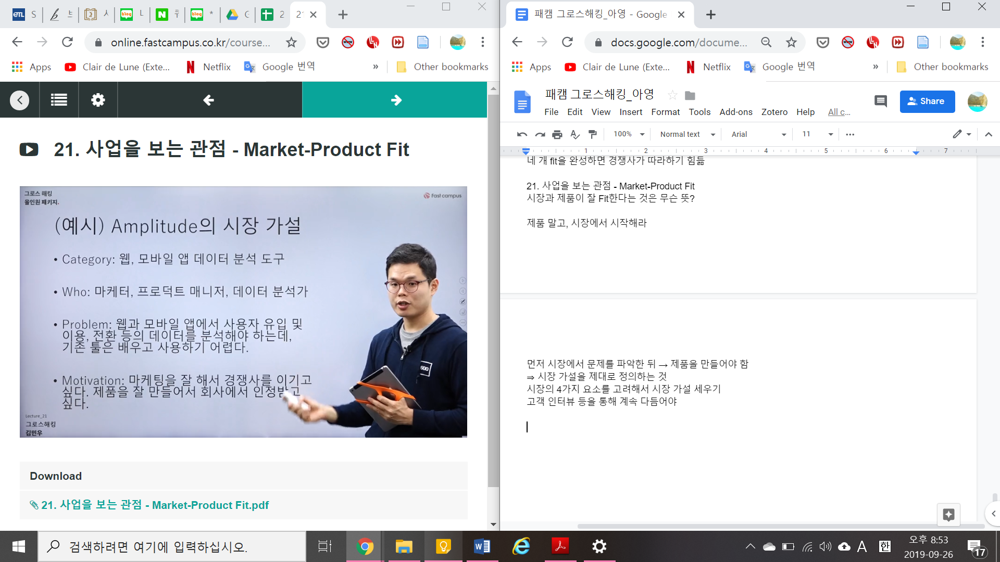 S
ㅅ
L
*
2
online.fastcampus.co.kr/course...
Apps
Clair de Lune (Exte...
Netflix
Google 번역
»
Other bookmarks
21. 사업을 보는 관점 - Market-Product Fit
그로스 해킹
올인원 패키지.
Fast campus
(예시) Amplitude의 시장 가설
• Category: 웹, 모바일 앱 데이터 분석 도구
• Who: 마케터, 프로덕트 매니저, 데이터 분석가
• Problem: 웹과 모바일 앱에서 사용자 유입 및
이용, 전환 등의 데이터를 분석해야 하는데,
기존 툴은 배우고 사용하기 어렵다.
• Motivation: 마케팅을 잘 해서 경쟁사를 이기고
싶다. 제품을 잘 만들어서 회사에서 인정받고
싶다.
Lecture_21
그로스해킹
김민우
Download
21. 사업을 보는 관점 - Market-Product Fit.pdf
패캠 그로스해킹_아영 - Google
docs.google.com/docume...
Apps
Clair de Lune (Exte...
Netflix
Google 번역
»
Other bookmarks
패캠 그로스해킹_아영
File Edit View Insert Format Tools Add-ons Zotero Help All c...
Share
100% Normal text Arial 11
1 2 3 4 5 6 7
네 개 fit을 완성하면 경쟁사가 따라하기 힘듦
21. 사업을 보는 관점 - Market-Product Fit
시장과 제품이 잘 Fit한다는 것은 무슨 뜻?
제품 말고, 시장에서 시작해라
먼저 시장에서 문제를 파악한 뒤 → 제품을 만들어야 함
⇒ 시장 가설을 제대로 정의하는 것
시장의 4가지 요소를 고려해서 시장 가설 세우기
고객 인터뷰 등을 통해 계속 다듬어야
검색하려면 여기에 입력하십시오.
A 한
오후 8:53
2019-09-26
17